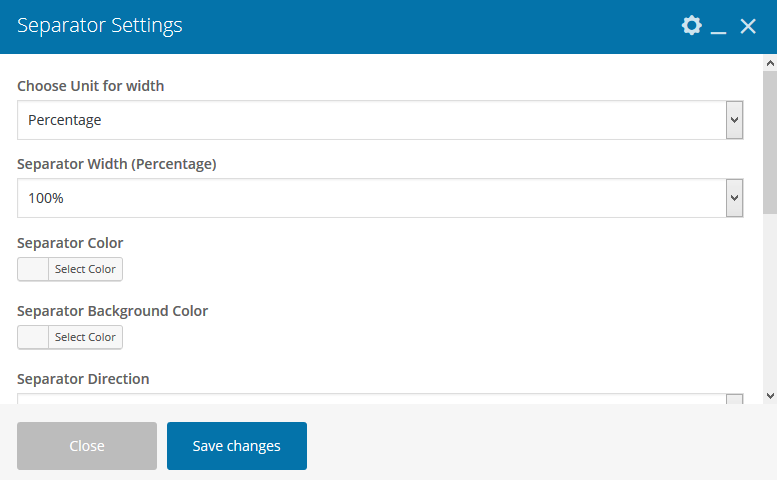 Separator Settings
Choose Unit for width
Percentage
Separator Width (Percentage)
100%
Separator Color
Select Color
Separator Background Color
Select Color
Separator Direction
Close
Save changes